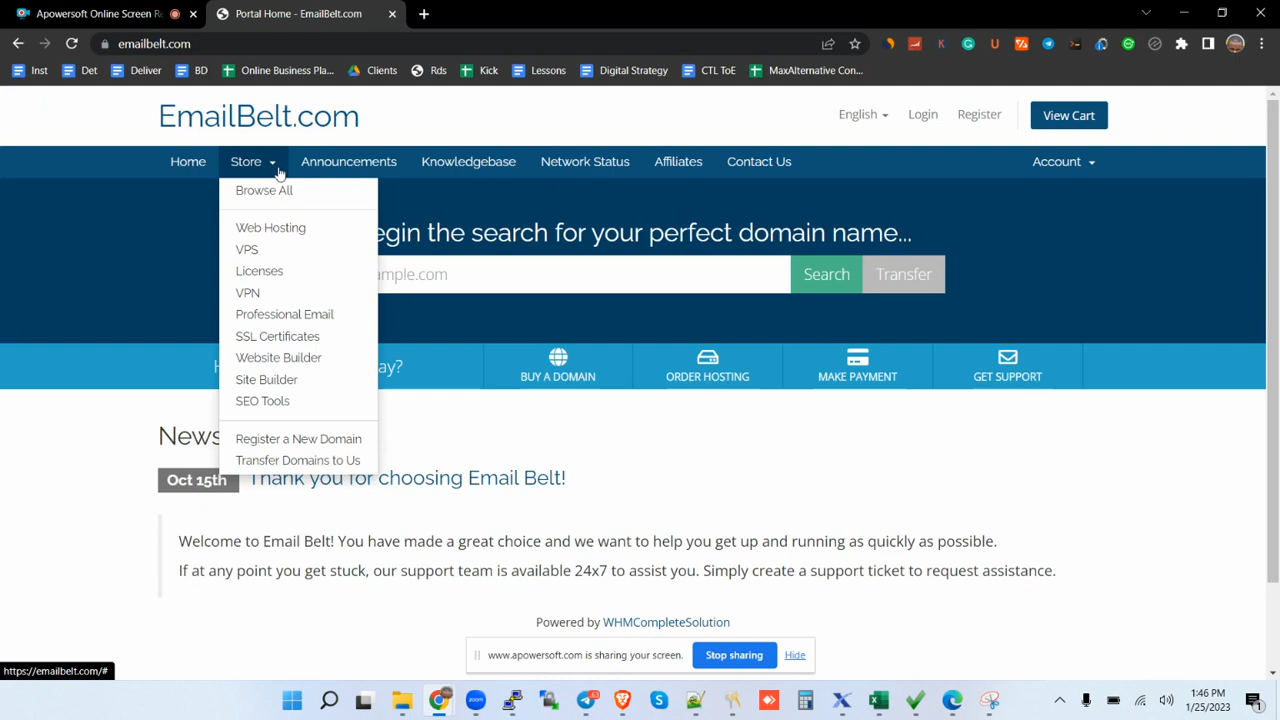 Apowersoft Online Screen Re
Portal Home - EmailBelt.com
emailbelt.com
Inst
Det
Deliver
BD
Online Business Pla...
Clients
Rds
Kick
Lessons
Digital Strategy
CTL ToE
MaxAlternative Con...
EmailBelt.com
English
Login
Register
View Cart
Home
Store
Announcements
Knowledgebase
Network Status
Affiliates
Contact Us
Account
Browse All
Web Hosting
VPS
Licenses
VPN
Professional Email
SSL Certificates
Website Builder
Site Builder
SEO Tools
Register a New Domain
Transfer Domains to Us
egin the search for your perfect domain name...
ample.com
Search
Transfer
ay?
BUY A DOMAIN
ORDER HOSTING
MAKE PAYMENT
GET SUPPORT
News
Oct 15th
Thank you for choosing Email Belt!
Welcome to Email Belt! You have made a great choice and we want to help you get up and running as quickly as possible.
If at any point you get stuck, our support team is available 24x7 to assist you. Simply create a support ticket to request assistance.
Powered by WHMCompleteSolution
www.apowersoft.com is sharing your screen.
Stop sharing
Hide
https://emailbelt.com/#
1:46 PM
1/25/2023